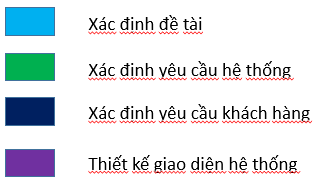 Xác đinh đề tài
Xác đinh yêu cầu hệ thống
Xác đinh yêu cầu khách hàng
Thiết kế giao diện hệ thống